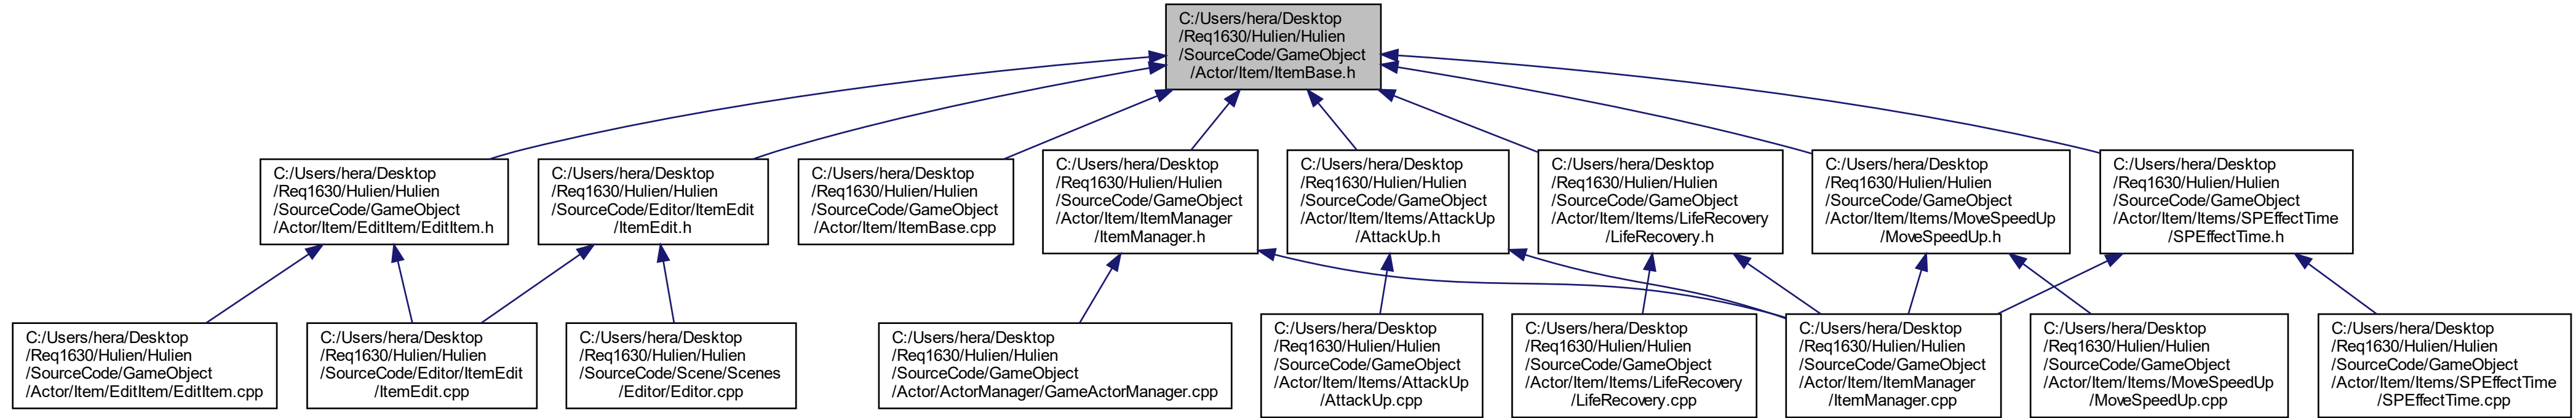 C:/Users/hera/Desktop
/Req1630/Hulien/Hulien
/SourceCode/GameObject
/Actor/Item/ItemBase.h
C:/Users/hera/Desktop
/Req1630/Hulien/Hulien
/SourceCode/GameObject
/Actor/Item/EditItem/EditItem.h
C:/Users/hera/Desktop
/Req1630/Hulien/Hulien
/SourceCode/Editor/ItemEdit
/ItemEdit.h
C:/Users/hera/Desktop
/Req1630/Hulien/Hulien
/SourceCode/GameObject
/Actor/Item/ItemBase.cpp
C:/Users/hera/Desktop
/Req1630/Hulien/Hulien
/SourceCode/GameObject
/Actor/Item/ItemManager
/ItemManager.h
C:/Users/hera/Desktop
/Req1630/Hulien/Hulien
/SourceCode/GameObject
/Actor/Item/Items/AttackUp
/AttackUp.h
C:/Users/hera/Desktop
/Req1630/Hulien/Hulien
/SourceCode/GameObject
/Actor/Item/Items/LifeRecovery
/LifeRecovery.h
C:/Users/hera/Desktop
/Req1630/Hulien/Hulien
/SourceCode/GameObject
/Actor/Item/Items/MoveSpeedUp
/MoveSpeedUp.h
C:/Users/hera/Desktop
/Req1630/Hulien/Hulien
/SourceCode/GameObject
/Actor/Item/Items/SPEffectTime
/SPEffectTime.h
C:/Users/hera/Desktop
/Req1630/Hulien/Hulien
/SourceCode/GameObject
/Actor/Item/EditItem/EditItem.cpp
C:/Users/hera/Desktop
/Req1630/Hulien/Hulien
/SourceCode/Editor/ItemEdit
/ItemEdit.cpp
C:/Users/hera/Desktop
/Req1630/Hulien/Hulien
/SourceCode/Scene/Scenes
/Editor/Editor.cpp
C:/Users/hera/Desktop
/Req1630/Hulien/Hulien
/SourceCode/GameObject
/Actor/ActorManager/GameActorManager.cpp
C:/Users/hera/Desktop
/Req1630/Hulien/Hulien
/SourceCode/GameObject
/Actor/Item/Items/AttackUp
/AttackUp.cpp
C:/Users/hera/Desktop
/Req1630/Hulien/Hulien
/SourceCode/GameObject
/Actor/Item/Items/LifeRecovery
/LifeRecovery.cpp
C:/Users/hera/Desktop
/Req1630/Hulien/Hulien
/SourceCode/GameObject
/Actor/Item/ItemManager
/ItemManager.cpp
C:/Users/hera/Desktop
/Req1630/Hulien/Hulien
/SourceCode/GameObject
/Actor/Item/Items/MoveSpeedUp
/MoveSpeedUp.cpp
C:/Users/hera/Desktop
/Req1630/Hulien/Hulien
/SourceCode/GameObject
/Actor/Item/Items/SPEffectTime
/SPEffectTime.cpp